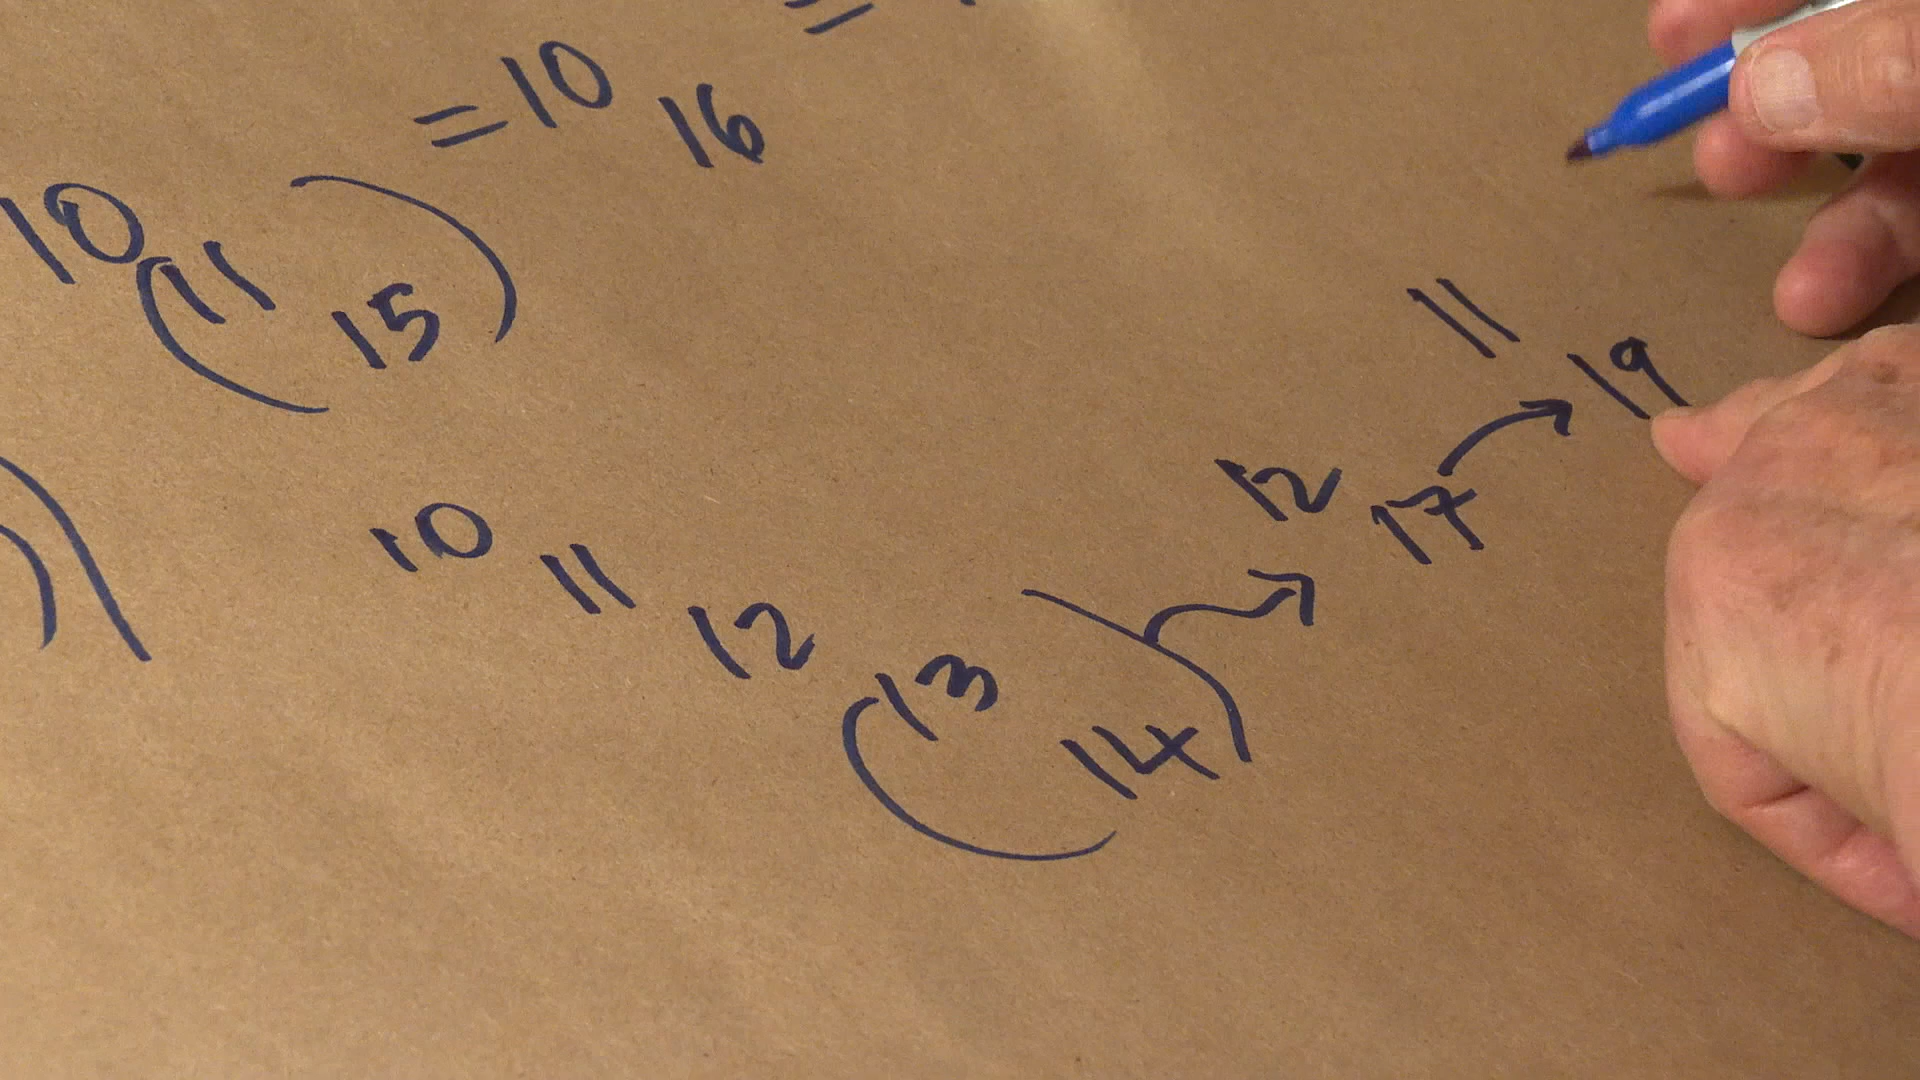 = 10 16 =
10 (11 15)
10 11 12 (13 14) → 12 17 → 11 19